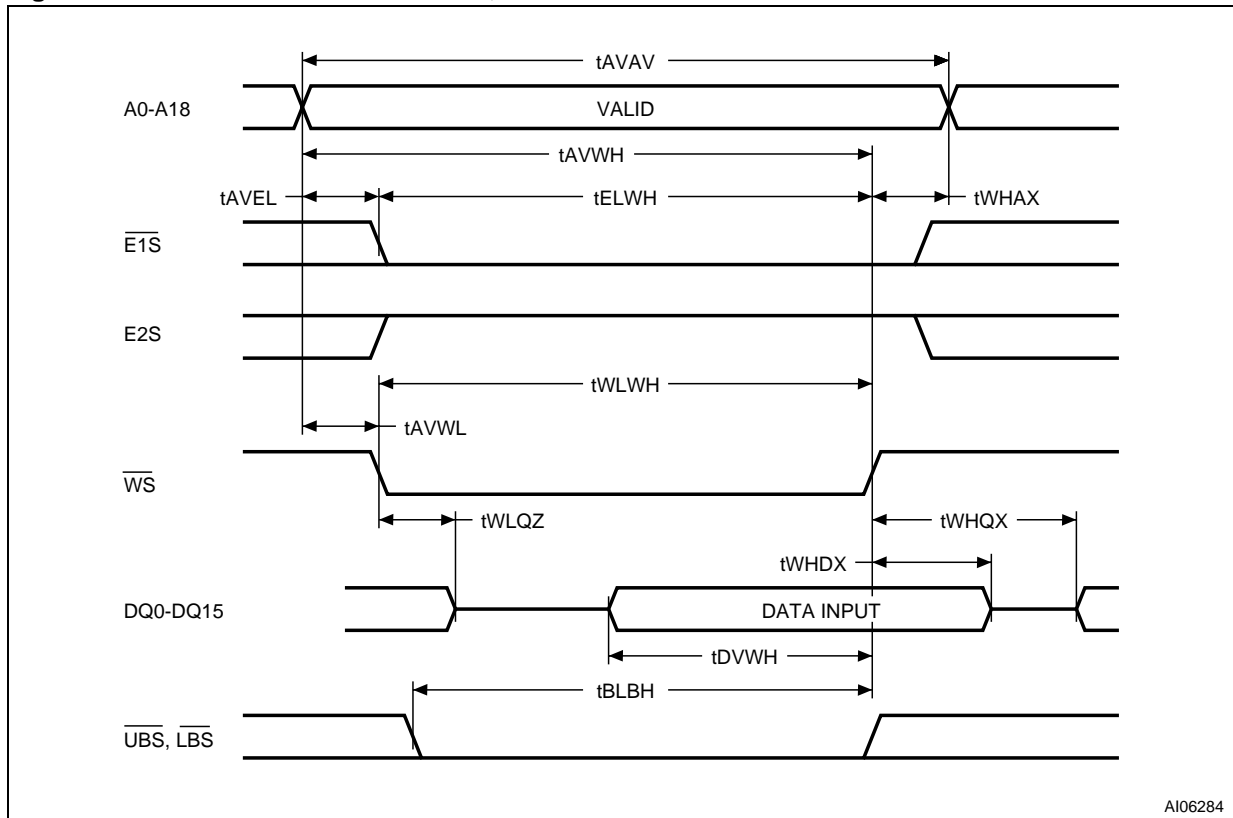 tAVAV
A0-A18
VALID
tAVWH
tAVEL
tELWH
tWHAX
E1S
E2S
tWLWH
tAVWL
WS
tWLQZ
tWHQX
tWHDX
DQ0-DQ15
DATA INPUT
tDVWH
tBLBH
UBS, LBS
AI06284